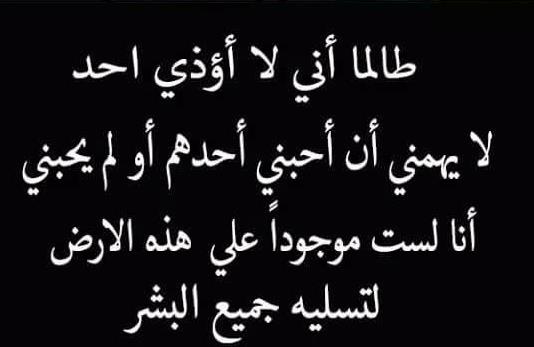 طالما أني لا أؤذي احد
لا يهمني أن أحبني أحدهم أو لم يحبني
أنا لست موجوداً علي هذه الارض
لتسليه جميع البشر